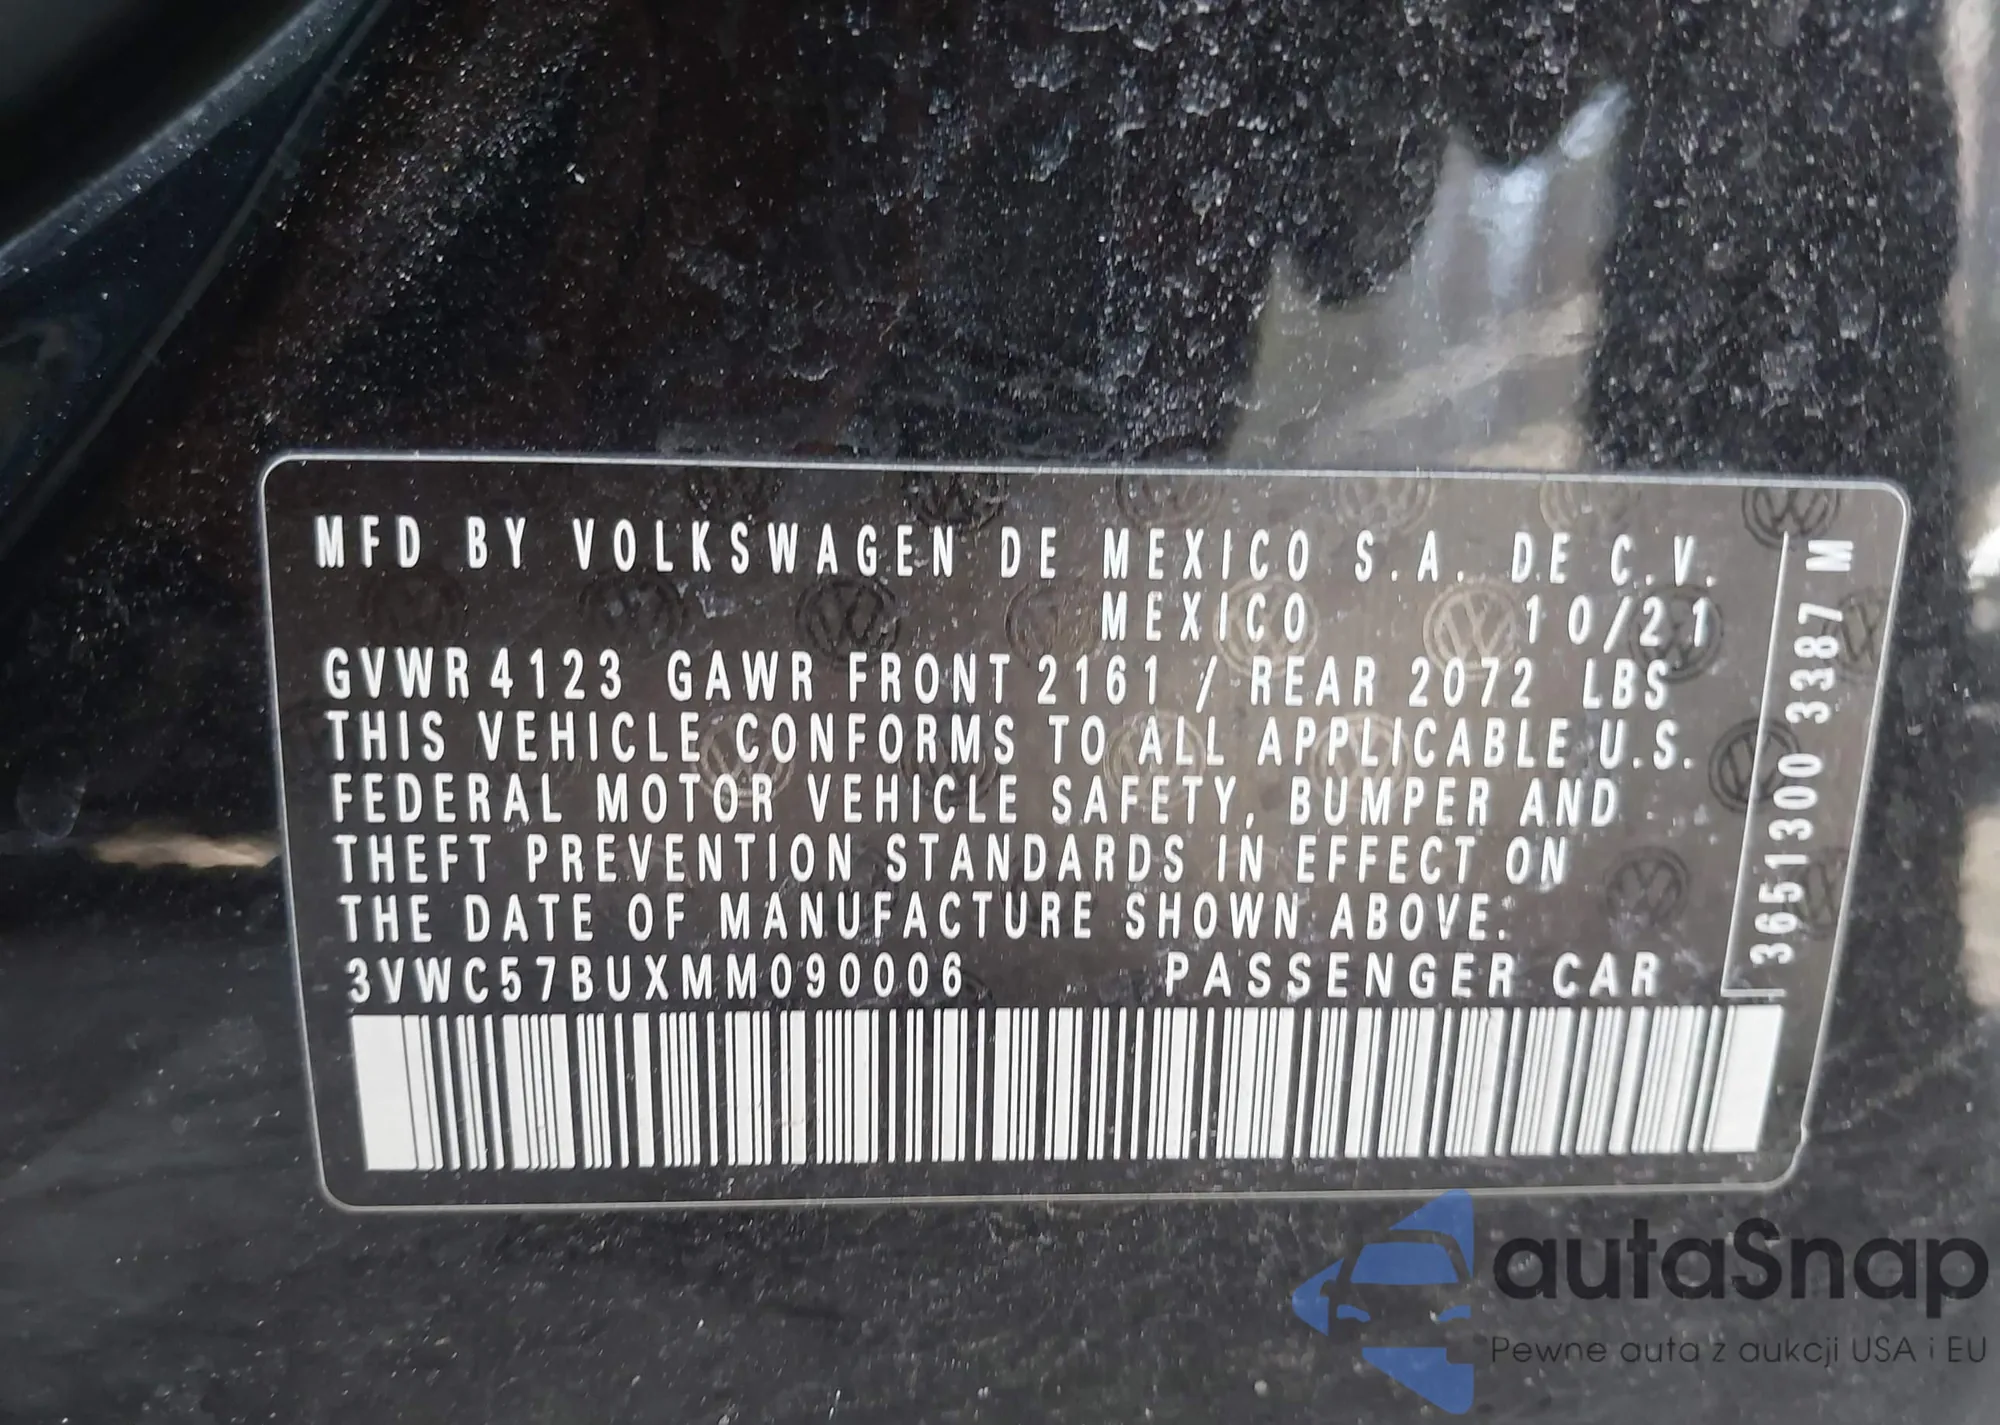 MFD BY VOLKSWAGEN DE MEXICO S.A. DE C.V.
MEXICO 10/21
GVWR 4123 GAWR FRONT 2161 / REAR 2072 LBS
THIS VEHICLE CONFORMS TO ALL APPLICABLE U.S.
FEDERAL MOTOR VEHICLE SAFETY, BUMPER AND
THEFT PREVENTION STANDARDS IN EFFECT ON
THE DATE OF MANUFACTURE SHOWN ABOVE.
3VWC57BUXMM090006 PASSENGER CAR
3651300 3387 M
autaSnap
Pewne auta z aukcji USA i EU